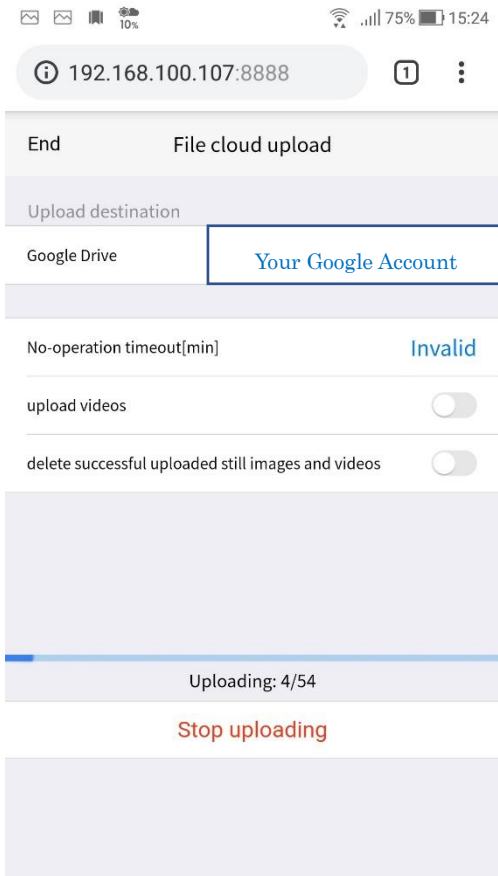 10%
75%
15:24
192.168.100.107:8888
1
End
File cloud upload
Upload destination
Google Drive
Your Google Account
No-operation timeout[min]
Invalid
upload videos
delete successful uploaded still images and videos
Uploading: 4/54
Stop uploading